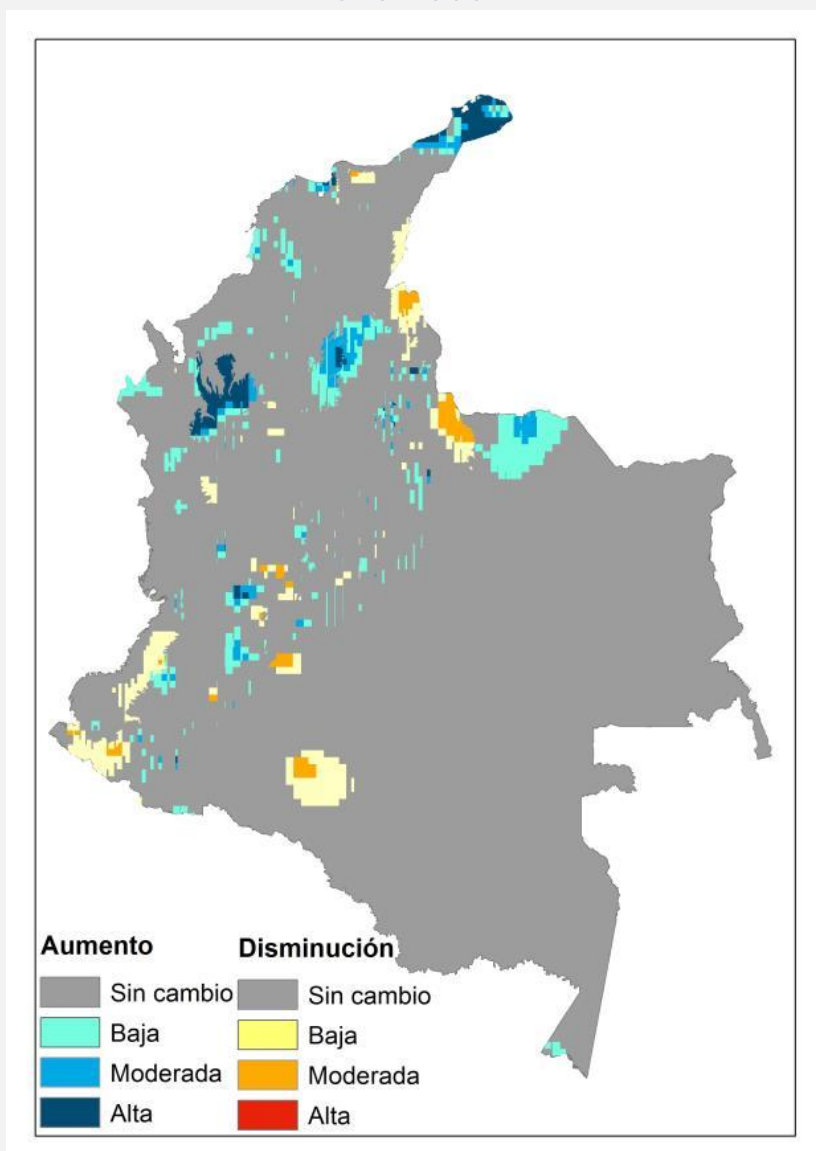 Aumento
Sin cambio
Baja
Moderada
Alta
Disminución
Sin cambio
Baja
Moderada
Alta